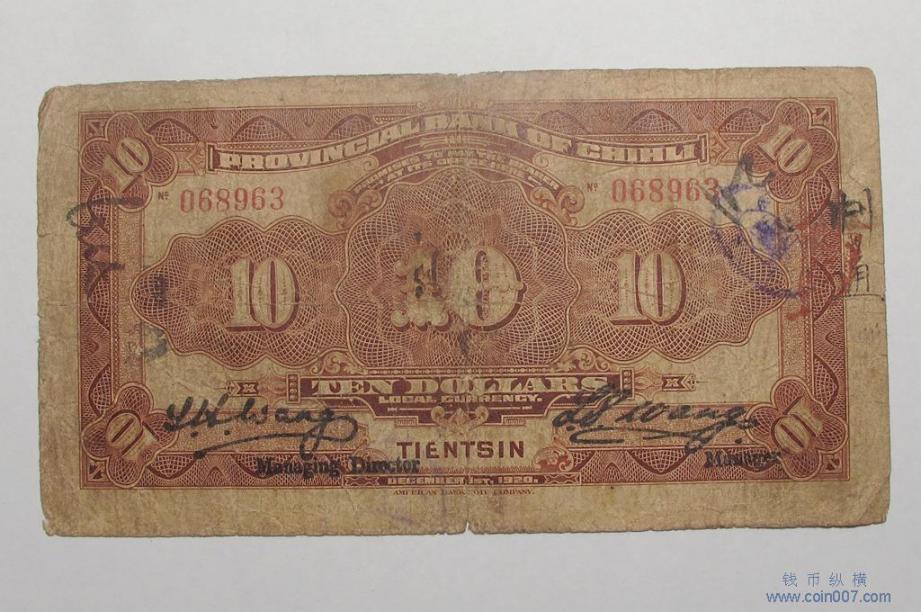 10 10
PROVINCIAL BANK OF CHIHLI
Nº 068963 Nº 068963
10 10 10
TEN DOLLARS
LOCAL CURRENCY.
TIENTSIN
Managing Director Manager
DECEMBER 1ST, 1920.
10 10
AMERICAN BANK NOTE COMPANY.
钱币纵横
www.coin007.com